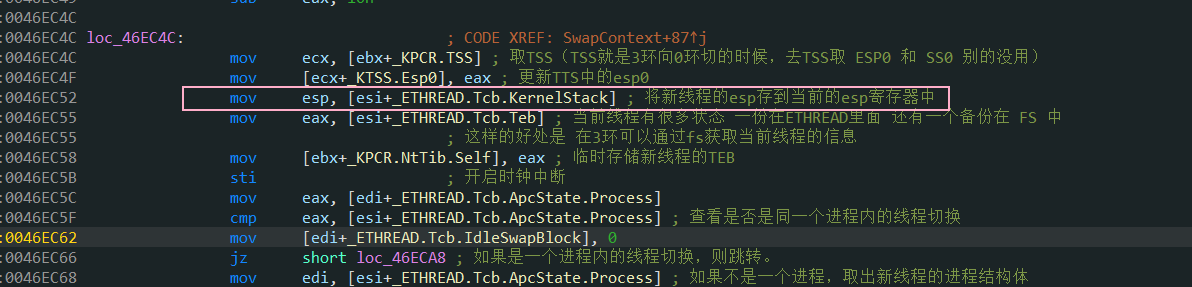 :0046EC4C
:0046EC4C loc_46EC4C: ; CODE XREF: SwapContext+87↑j
:0046EC4C mov ecx, [ebx+_KPCR.TSS] ; 取TSS（TSS就是3环向0环切的时候，去TSS取 ESP0 和 SS0 别的没用）
:0046EC4F mov [ecx+_KTSS.Esp0], eax ; 更新TTS中的esp0
:0046EC52 mov esp, [esi+_ETHREAD.Tcb.KernelStack] ; 将新线程的esp存到当前的esp寄存器中
:0046EC55 mov eax, [esi+_ETHREAD.Tcb.Teb] ; 当前线程有很多状态 一份在ETHREAD里面 还有一个备份在 FS 中
:0046EC55 ; 这样的好处是 在3环可以通过fs获取当前线程的信息
:0046EC58 mov [ebx+_KPCR.NtTib.Self], eax ; 临时存储新线程的TEB
:0046EC5B sti ; 开启时钟中断
:0046EC5C mov eax, [edi+_ETHREAD.Tcb.ApcState.Process]
:0046EC5F cmp eax, [esi+_ETHREAD.Tcb.ApcState.Process] ; 查看是否是同一个进程内的线程切换
:0046EC62 mov [edi+_ETHREAD.Tcb.IdleSwapBlock], 0
:0046EC66 jz short loc_46ECA8 ; 如果是一个进程内的线程切换，则跳转。
:0046EC68 mov edi, [esi+_ETHREAD.Tcb.ApcState.Process] ; 如果不是一个进程，取出新线程的进程结构体